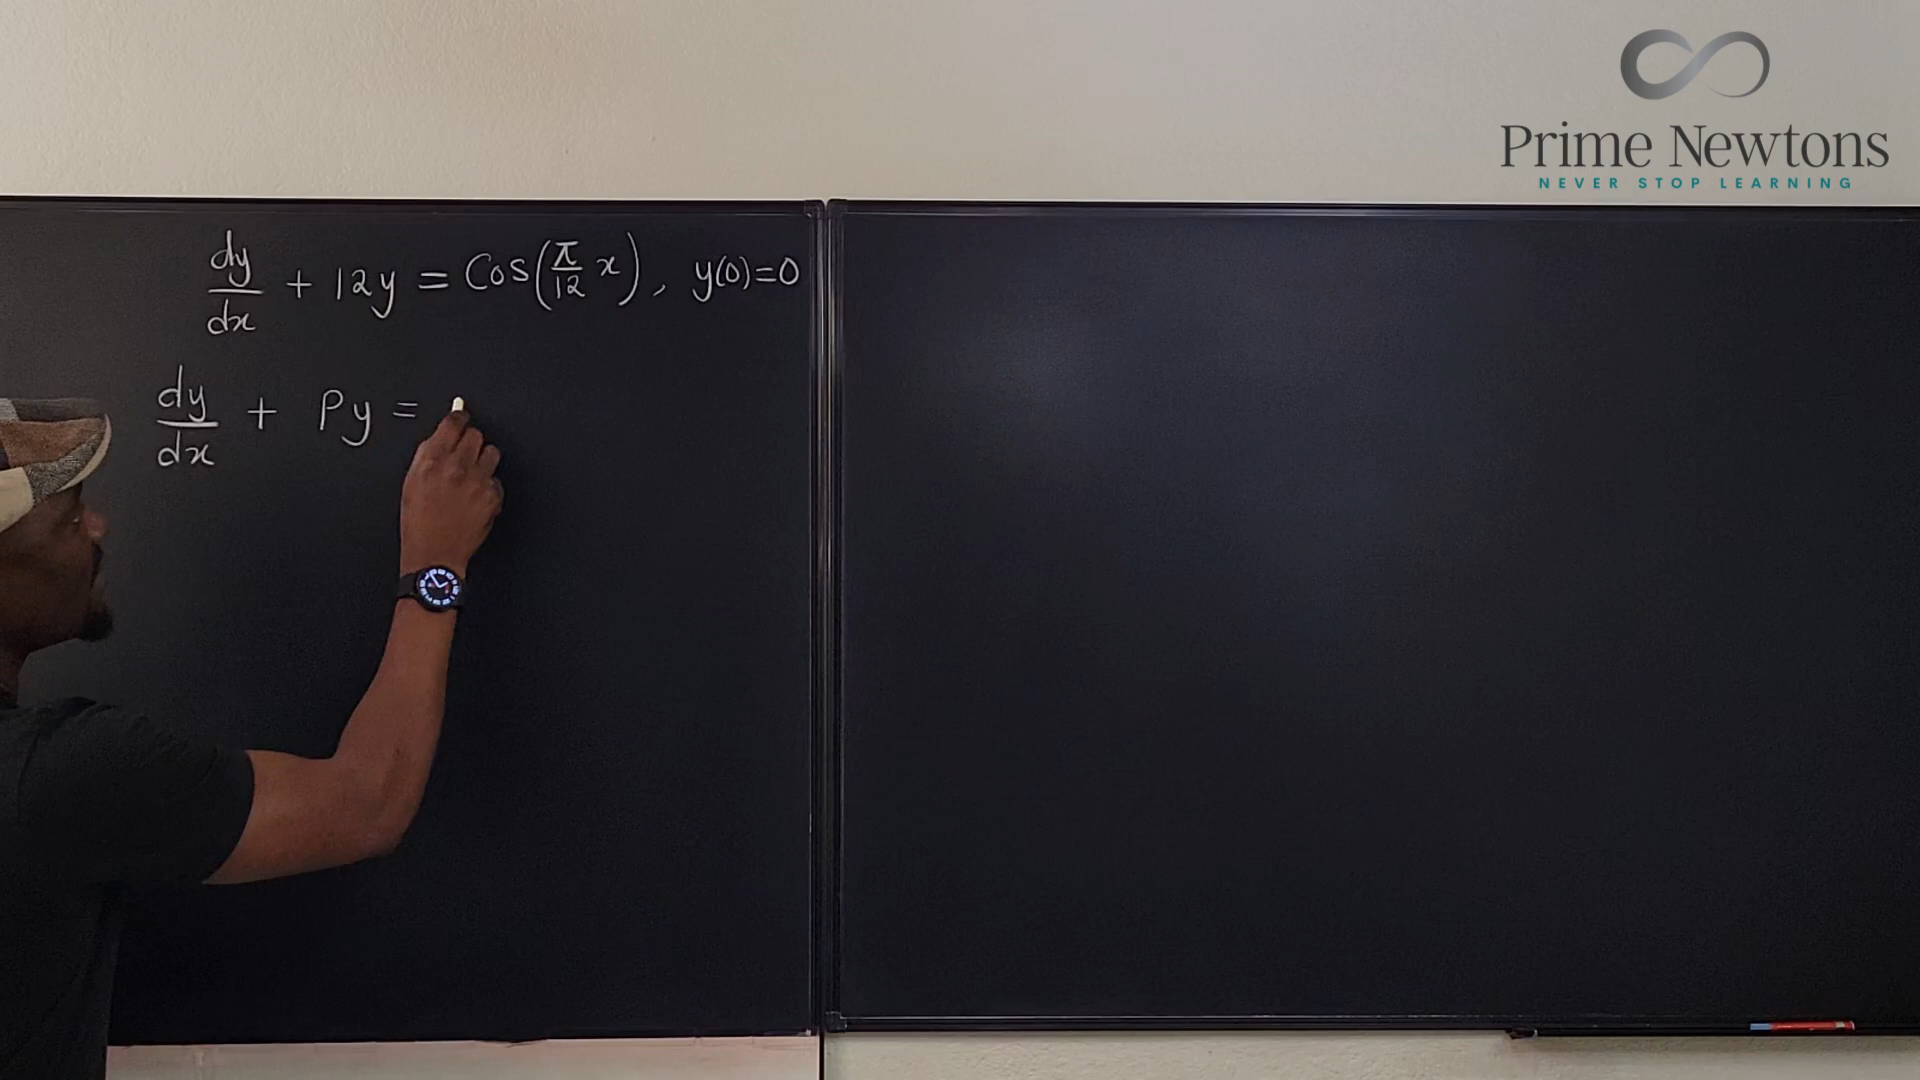 Prime Newtons
NEVER STOP LEARNING
dy/dx + 12y = Cos(π/12 x), y(0)=0
dy/dx + Py =